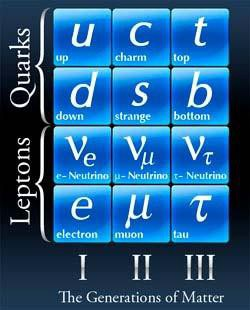 Quarks
u c t
up charm top
d s b
down strange bottom
Leptons
νe νμ ντ
e- Neutrino μ- Neutrino τ- Neutrino
e μ τ
electron muon tau
I II III
The Generations of Matter